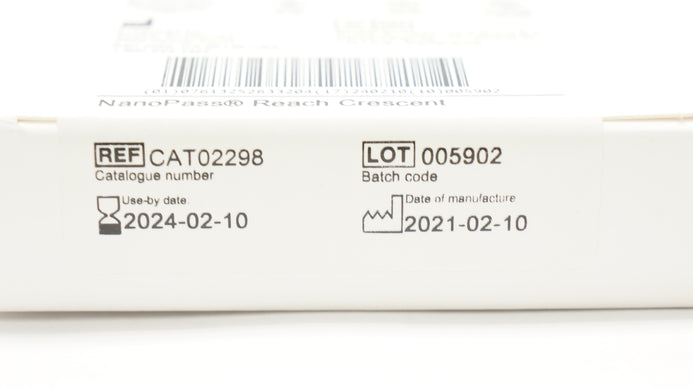 NanoPass® Reach Crescent
REF CAT02298
Catalogue number
Use-by date
2024-02-10
LOT 005902
Batch code
Date of manufacture
2021-02-10